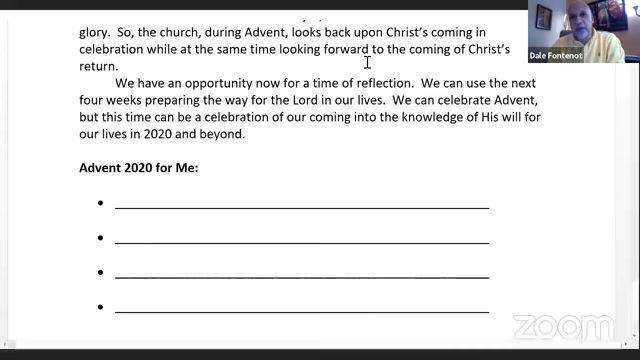 glory.  So, the church, during Advent, looks back upon Christ's coming in
celebration while at the same time looking forward to the coming of Christ's
return.
We have an opportunity now for a time of reflection.  We can use the next
four weeks preparing the way for the Lord in our lives.  We can celebrate Advent,
but this time can be a celebration of our coming into the knowledge of His will for
our lives in 2020 and beyond.
Advent 2020 for Me:
Dale Fontenot
zoom